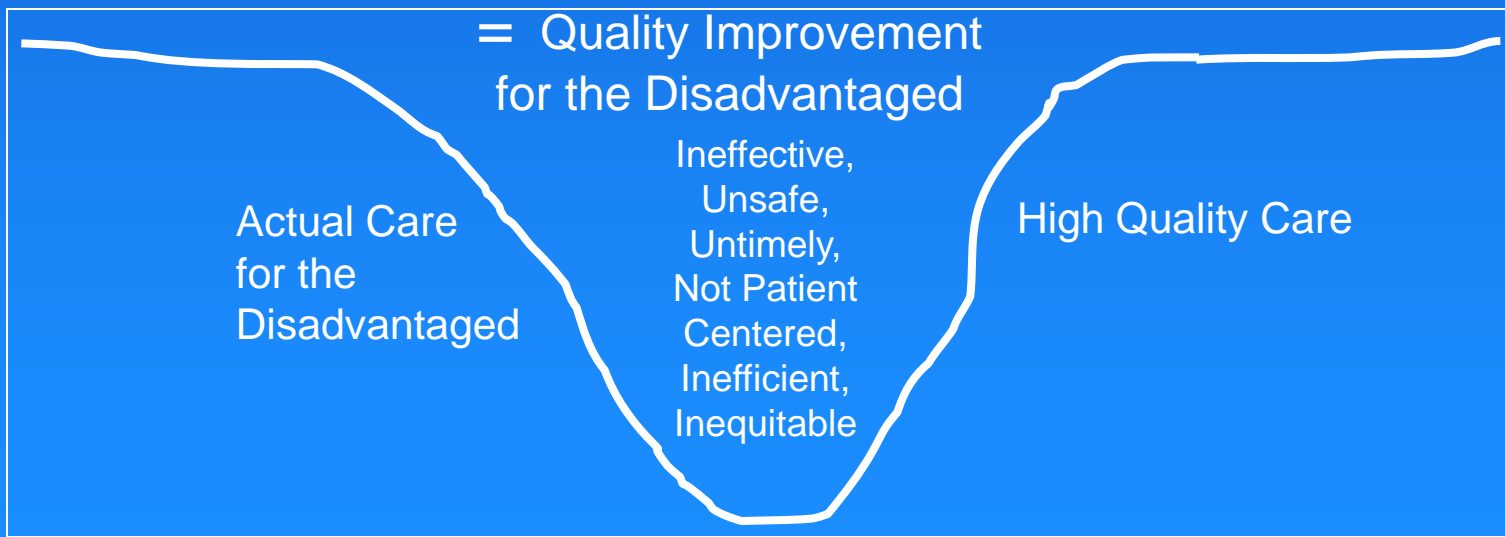 = Quality Improvement
for the Disadvantaged
Ineffective,
Unsafe,
Untimely,
Not Patient
Centered,
Inefficient,
Inequitable
Actual Care
for the
Disadvantaged
High Quality Care